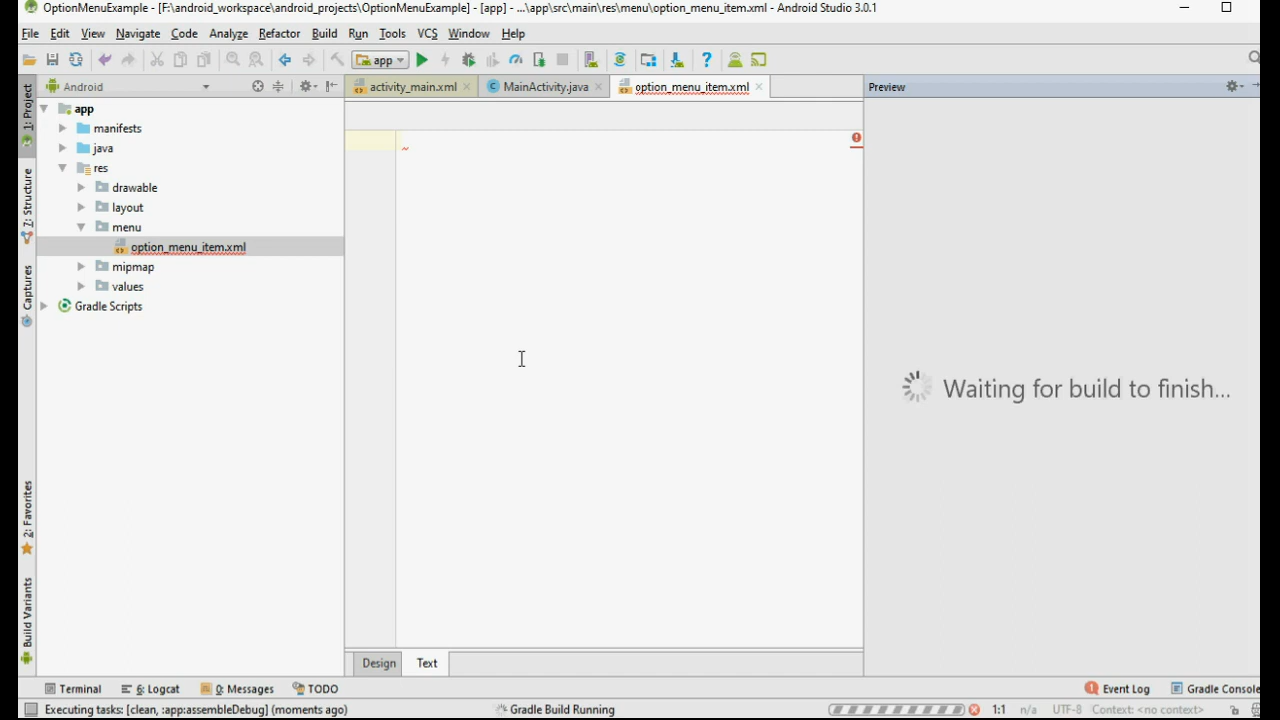 OptionMenuExample - [F:\android_workspace\android_projects\OptionMenuExample] - [app] - ...\app\src\main\res\menu\option_menu_item.xml - Android Studio 3.0.1
File Edit View Navigate Code Analyze Refactor Build Run Tools VCS Window Help
app
Android
activity_main.xml
MainActivity.java
option_menu_item.xml
Preview
1: Project
7: Structure
Captures
2: Favorites
Build Variants
app
manifests
java
res
drawable
layout
menu
option_menu_item.xml
mipmap
values
Gradle Scripts
Waiting for build to finish...
Design Text
Terminal 6: Logcat 0: Messages TODO Event Log Gradle Console
Executing tasks: [clean, :app:assembleDebug] (moments ago) Gradle Build Running 1:1 n/a UTF-8 Context: <no context>